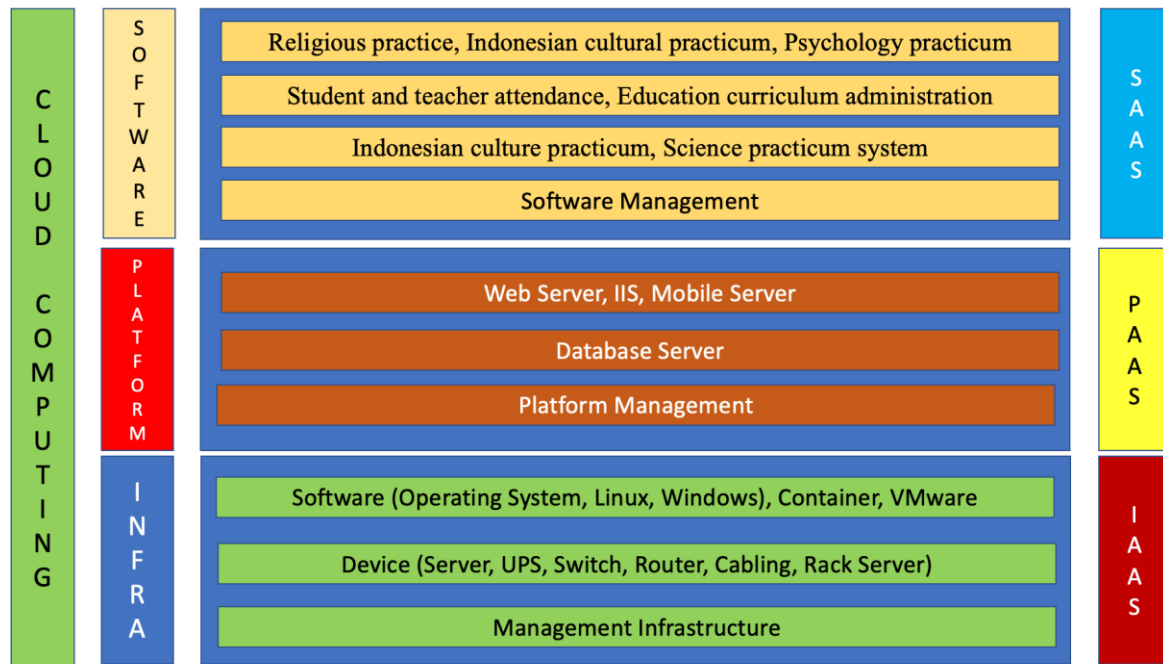 CLOUD COMPUTING
SOFTWARE
Religious practice, Indonesian cultural practicum, Psychology practicum
Student and teacher attendance, Education curriculum administration
Indonesian culture practicum, Science practicum system
Software Management
SAAS
PLATFORM
Web Server, IIS, Mobile Server
Database Server
Platform Management
PAAS
INFRA
Software (Operating System, Linux, Windows), Container, VMware
Device (Server, UPS, Switch, Router, Cabling, Rack Server)
Management Infrastructure
IAAS